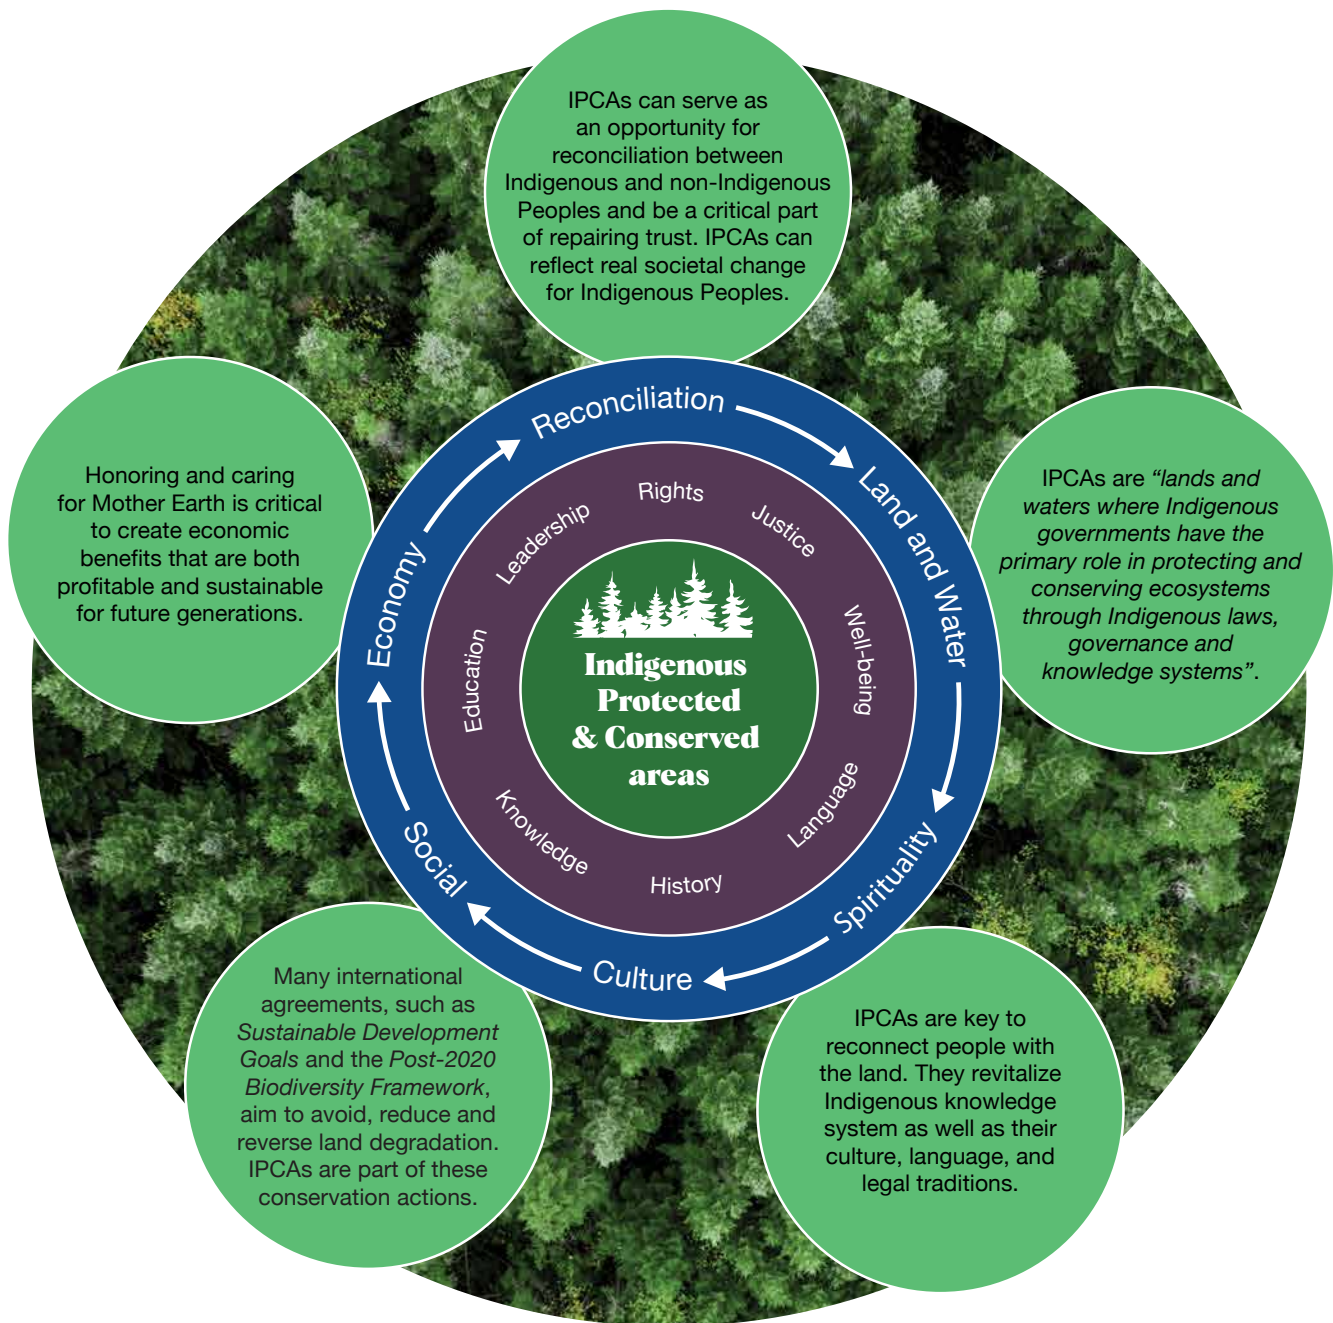 IPCAs can serve as
an opportunity for
reconciliation between
Indigenous and non-Indigenous
Peoples and be a critical part
of repairing trust. IPCAs can
reflect real societal change
for Indigenous Peoples.
IPCAs are “lands and
waters where Indigenous
governments have the
primary role in protecting and
conserving ecosystems
through Indigenous laws,
governance and
knowledge systems”.
IPCAs are key to
reconnect people with
the land. They revitalize
Indigenous knowledge
system as well as their
culture, language, and
legal traditions.
Many international
agreements, such as
Sustainable Development
Goals and the Post-2020
Biodiversity Framework,
aim to avoid, reduce and
reverse land degradation.
IPCAs are part of these
conservation actions.
Honoring and caring
for Mother Earth is critical
to create economic
benefits that are both
profitable and sustainable
for future generations.
Reconciliation
Land and Water
Spirituality
Culture
Social
Economy
Rights
Justice
Well-being
Language
History
Knowledge
Education
Leadership
Indigenous
Protected
& Conserved
areas